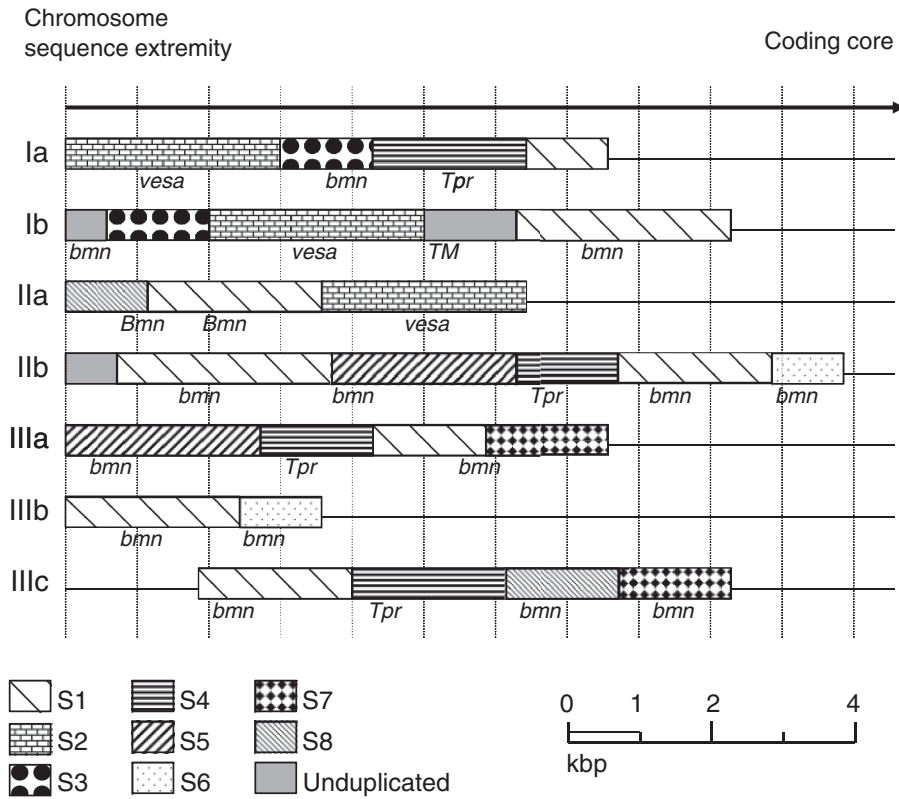 Chromosome
sequence extremity
Coding core
Ia
vesa bmn Tpr
Ib
bmn vesa TM bmn
IIa
Bmn Bmn vesa
IIb
bmn bmn Tpr bmn bmn
IIIa
bmn Tpr bmn
IIIb
bmn bmn
IIIc
bmn Tpr bmn bmn
S1 S4 S7
S2 S5 S8
S3 S6 Unduplicated
0 1 2 4
kbp